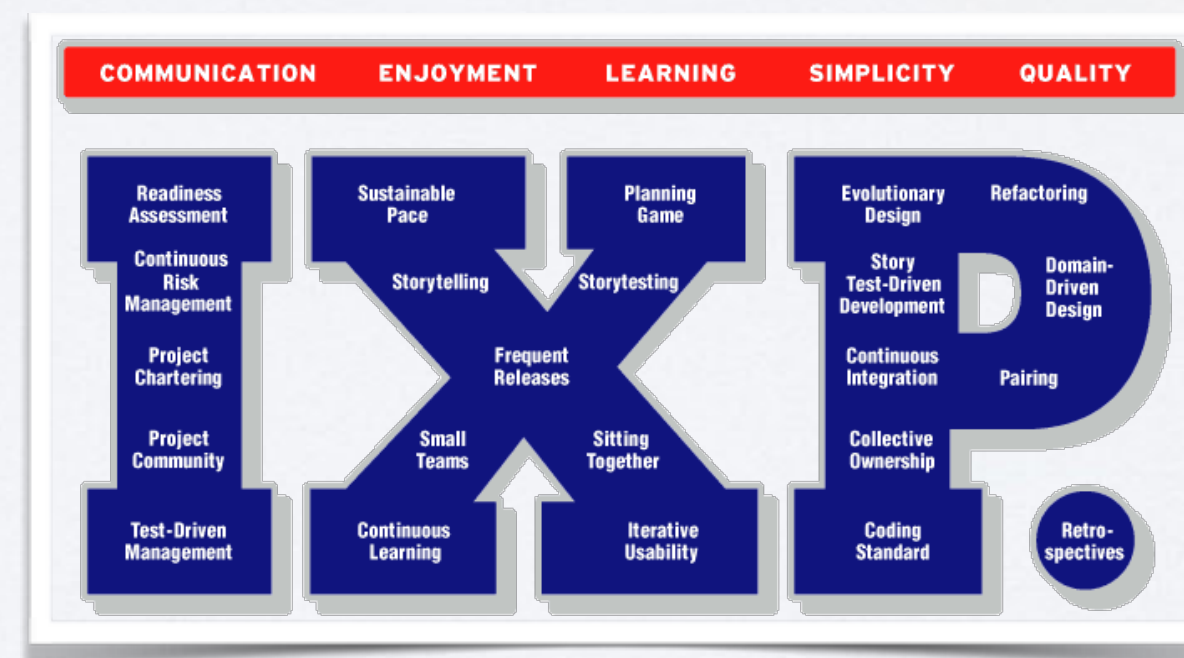 COMMUNICATION ENJOYMENT LEARNING SIMPLICITY QUALITY
IXP.
Readiness
Assessment
Continuous
Risk
Management
Project
Chartering
Project
Community
Test-Driven
Management
Sustainable
Pace
Planning
Game
Storytelling
Storytesting
Frequent
Releases
Small
Teams
Sitting
Together
Continuous
Learning
Iterative
Usability
Evolutionary
Design
Refactoring
Story
Test-Driven
Development
Domain-
Driven
Design
Continuous
Integration
Pairing
Collective
Ownership
Coding
Standard
Retro-
spectives